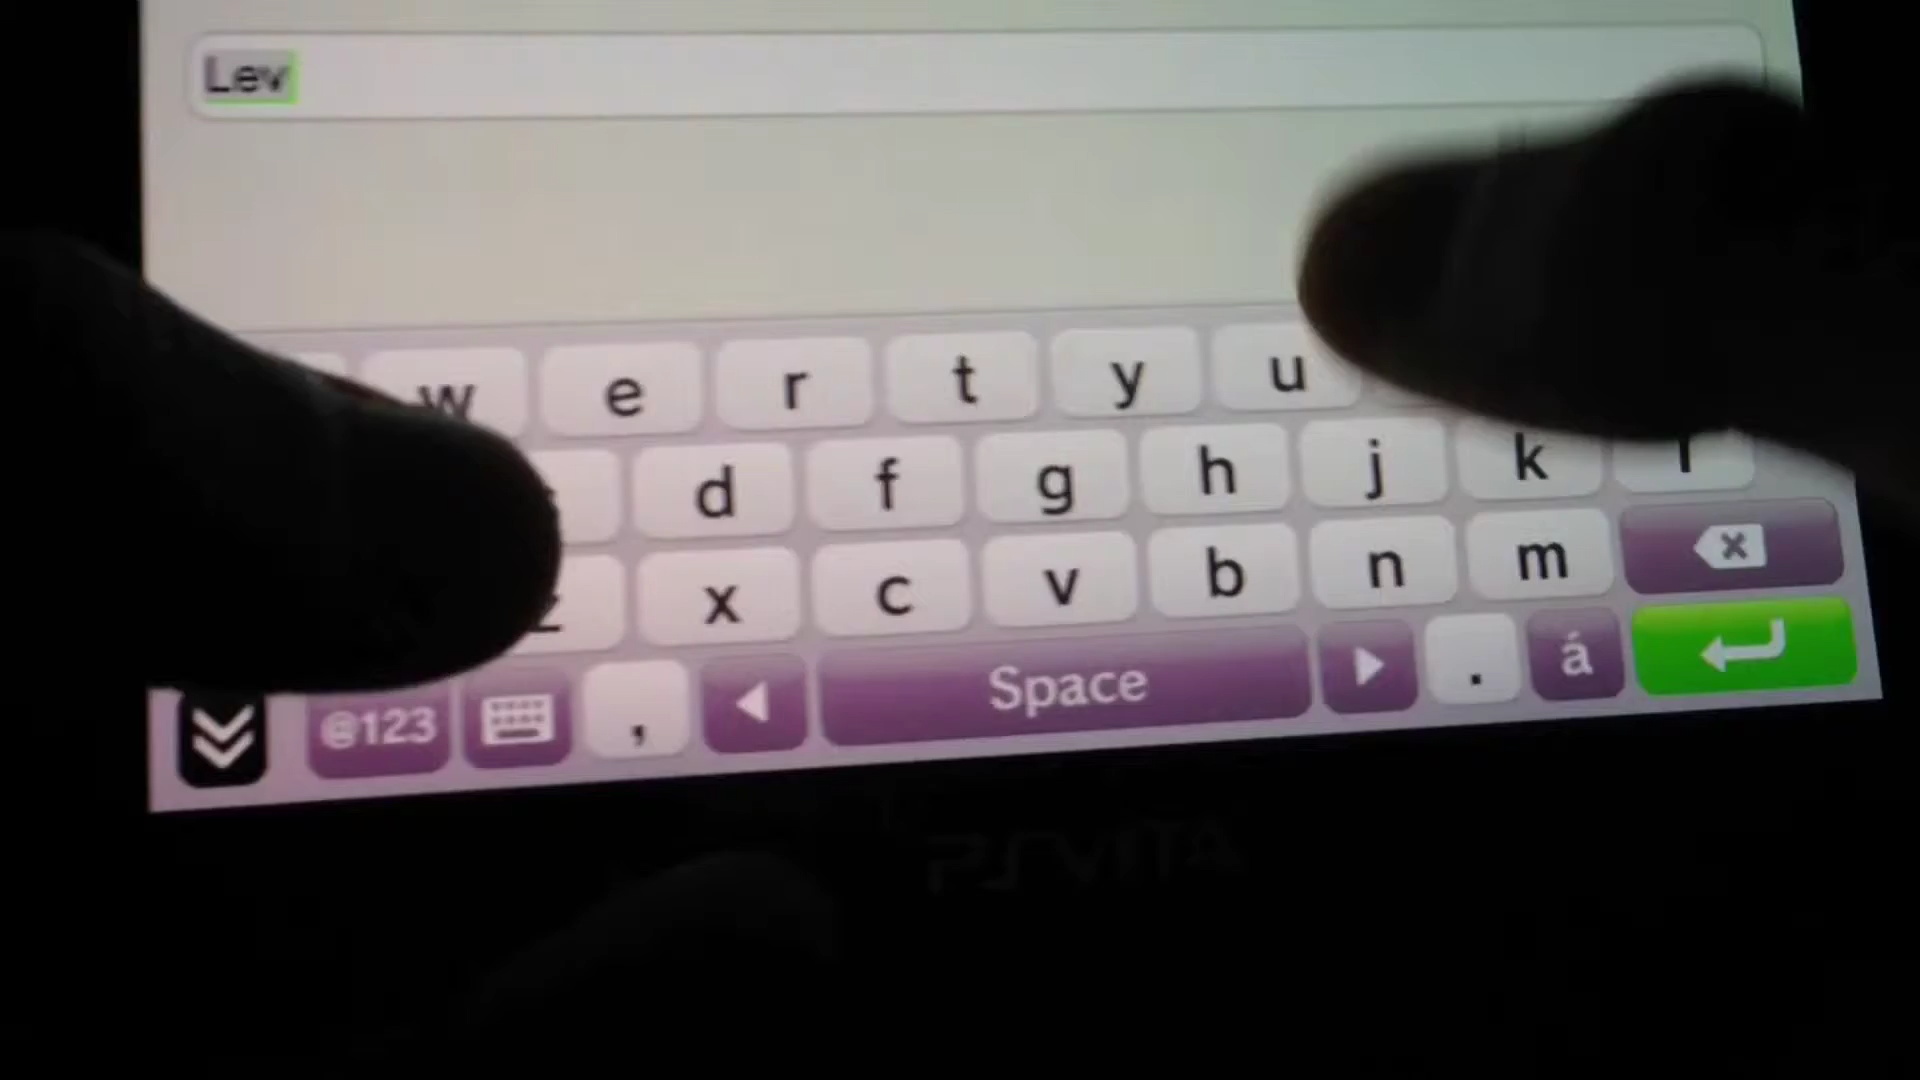 Lev
w e r t y u
d f g h j k l
z x c v b n m
@123 , Space . á
PSVITA